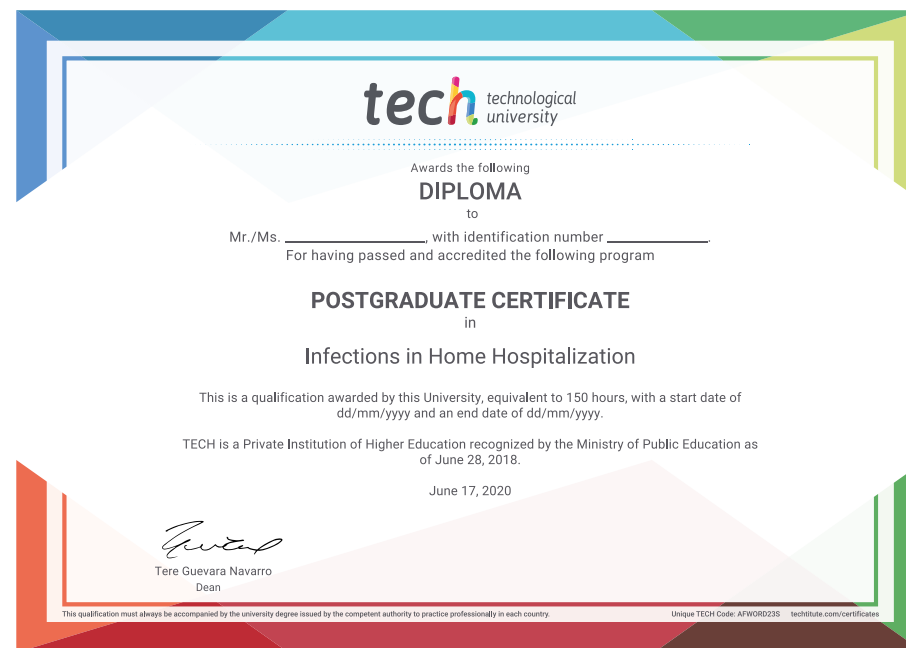 tech technological
university
Awards the following
DIPLOMA
to
Mr./Ms. ____________________, with identification number ______________.
For having passed and accredited the following program
POSTGRADUATE CERTIFICATE
in
Infections in Home Hospitalization
This is a qualification awarded by this University, equivalent to 150 hours, with a start date of
dd/mm/yyyy and an end date of dd/mm/yyyy.
TECH is a Private Institution of Higher Education recognized by the Ministry of Public Education as
of June 28, 2018.
June 17, 2020
Tere Guevara Navarro
Dean
This qualification must always be accompanied by the university degree issued by the competent authority to practice professionally in each country. Unique TECH Code: AFWORD23S techtitute.com/certificates